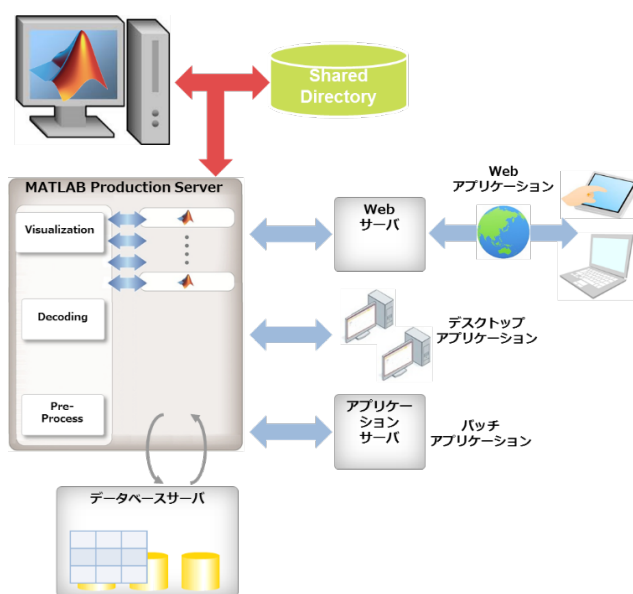 Shared
Directory
MATLAB Production Server
Visualization
Decoding
Pre-
Process
Web
サーバ
Web
アプリケーション
デスクトップ
アプリケーション
アプリケー
ション
サーバ
バッチ
アプリケーション
データベースサーバ